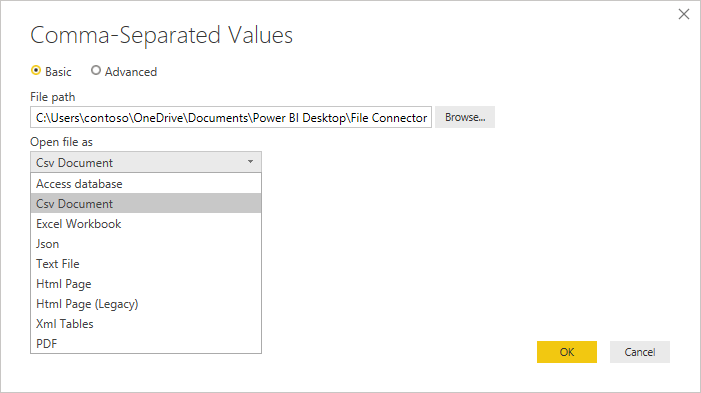 Comma-Separated Values
Basic Advanced
File path
C:\Users\contoso\OneDrive\Documents\Power BI Desktop\File Connector Browse...
Open file as
Csv Document
Access database
Csv Document
Excel Workbook
Json
Text File
Html Page
Html Page (Legacy)
Xml Tables
PDF
OK Cancel